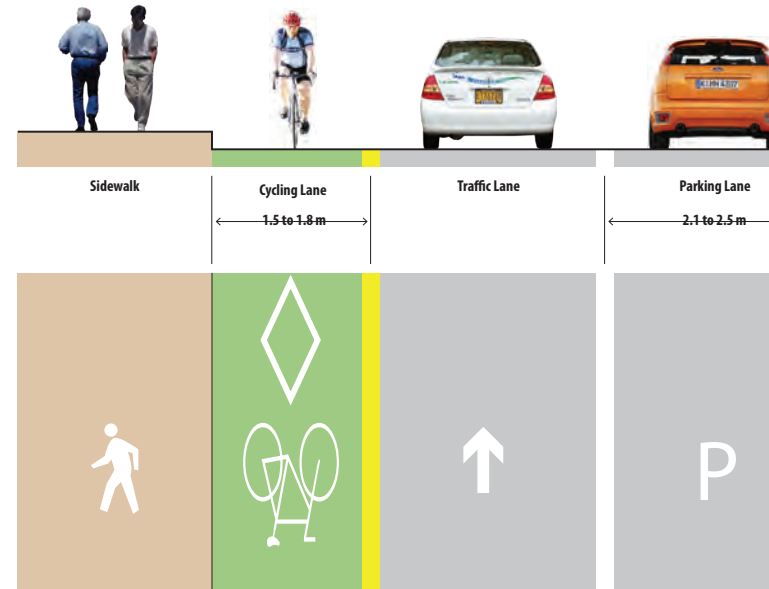 Sidewalk
Cycling Lane
Traffic Lane
Parking Lane
1.5 to 1.8 m
2.1 to 2.5 m
P